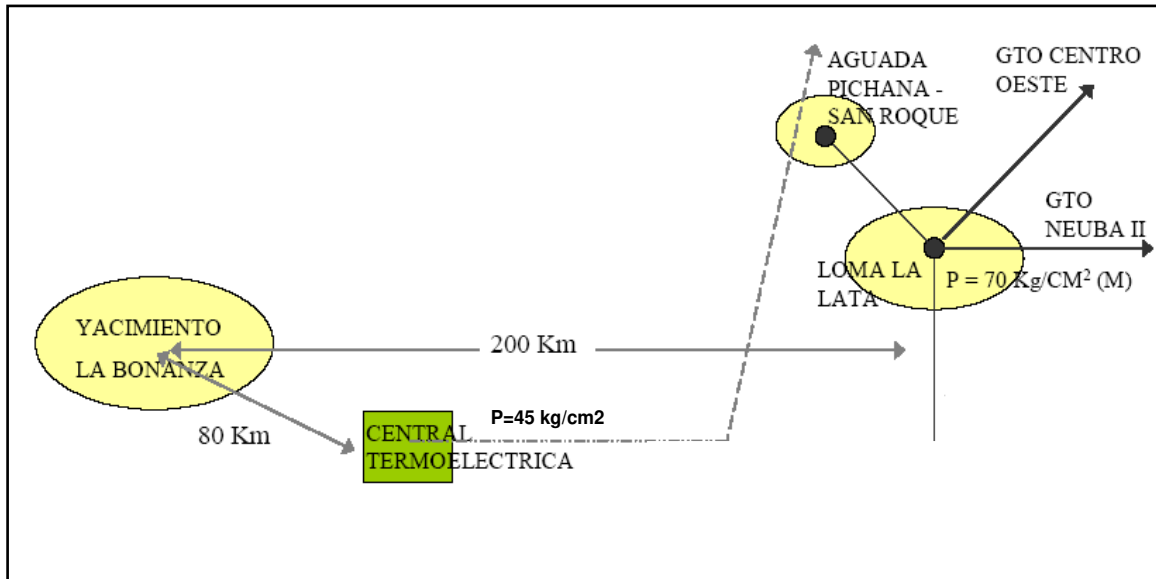 AGUADA
PICHANA -
SAN ROQUE
GTO CENTRO
OESTE
GTO
NEUBA II
LOMA LA
LATA
P = 70 Kg/CM² (M)
YACIMIENTO
LA BONANZA
200 Km
80 Km
P=45 kg/cm2
CENTRAL
TERMOELECTRICA